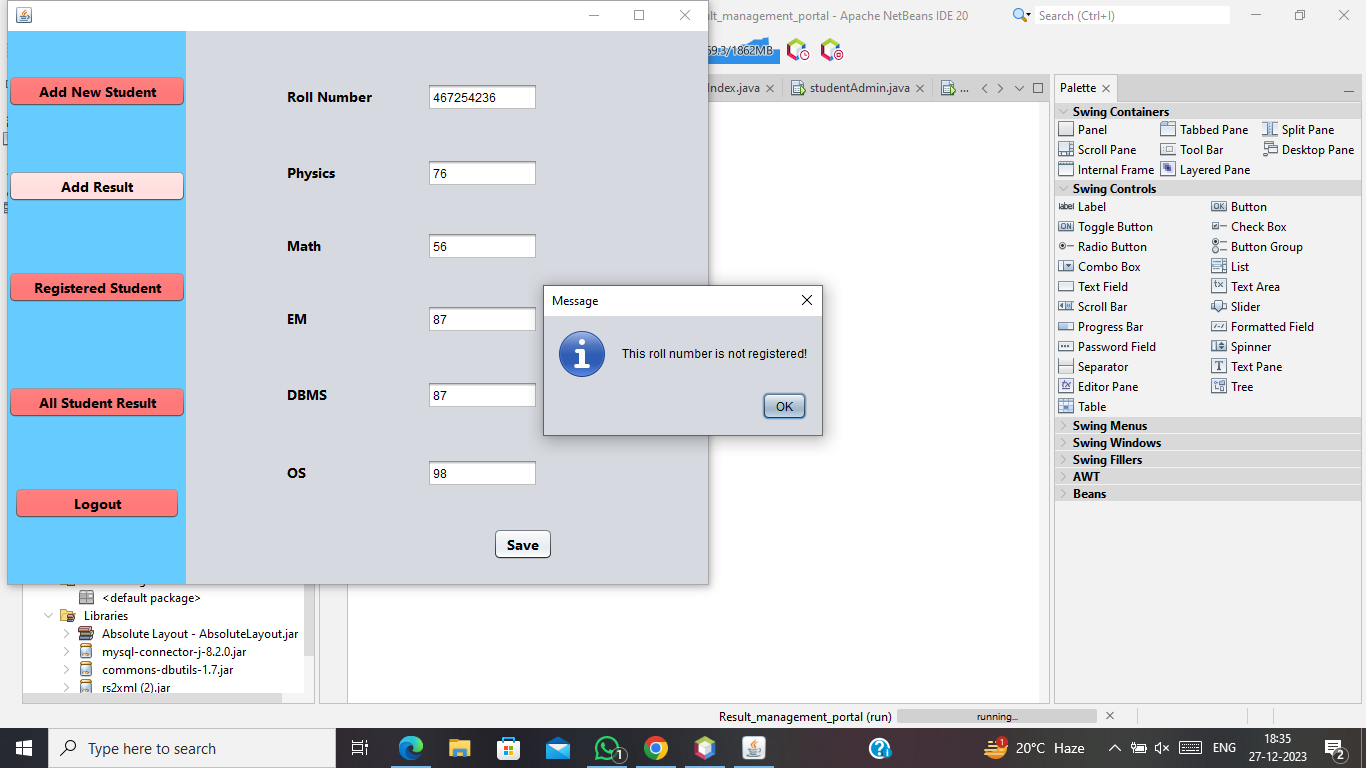 ult_management_portal - Apache NetBeans IDE 20
Search (Ctrl+I)
69.3/1862MB
Index.java
studentAdmin.java
...
Add New Student
Add Result
Registered Student
All Student Result
Logout
Roll Number
467254236
Physics
76
Math
56
EM
87
DBMS
87
OS
98
Save
Message
This roll number is not registered!
OK
Palette
Swing Containers
Panel
Tabbed Pane
Split Pane
Scroll Pane
Tool Bar
Desktop Pane
Internal Frame
Layered Pane
Swing Controls
label Label
OK Button
ON Toggle Button
Check Box
Radio Button
Button Group
Combo Box
List
Text Field
Text Area
Scroll Bar
Slider
Progress Bar
Formatted Field
Password Field
Spinner
Separator
Text Pane
Editor Pane
Tree
Table
Swing Menus
Swing Windows
Swing Fillers
AWT
Beans
<default package>
Libraries
Absolute Layout - AbsoluteLayout.jar
mysql-connector-j-8.2.0.jar
commons-dbutils-1.7.jar
rs2xml (2).jar
Result_management_portal (run)
running...
Type here to search
1
1
20°C Haze
ENG
18:35
27-12-2023
2